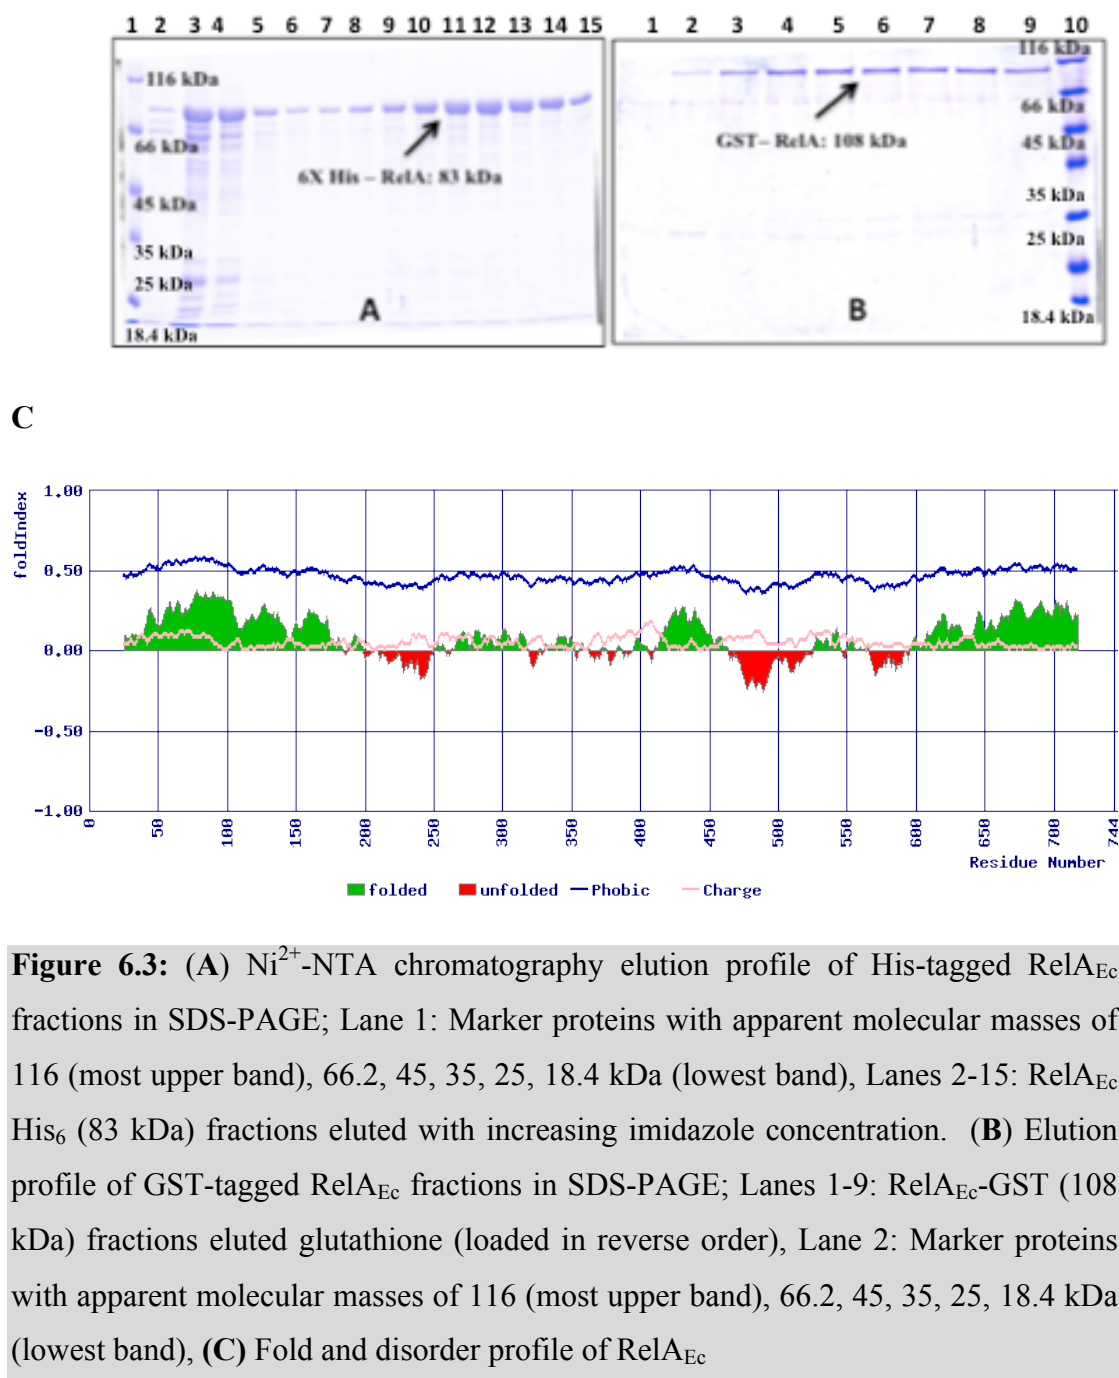 1 2 3 4 5 6 7 8 9 10 11 12 13 14 15
1 2 3 4 5 6 7 8 9 10
116 kDa
66 kDa
6X His – RelA: 83 kDa
45 kDa
35 kDa
25 kDa
A
18.4 kDa
116 kDa
66 kDa
GST– RelA: 108 kDa
45 kDa
35 kDa
25 kDa
B
18.4 kDa
C
foldIndex
1.00
0.50
0.00
-0.50
-1.00
0 50 100 150 200 250 300 350 400 450 500 550 600 650 700 744
Residue Number
folded unfolded Phobic Charge
Figure 6.3: (A) Ni2+-NTA chromatography elution profile of His-tagged RelAEc
fractions in SDS-PAGE; Lane 1: Marker proteins with apparent molecular masses of
116 (most upper band), 66.2, 45, 35, 25, 18.4 kDa (lowest band), Lanes 2-15: RelAEc
His6 (83 kDa) fractions eluted with increasing imidazole concentration. (B) Elution
profile of GST-tagged RelAEc fractions in SDS-PAGE; Lanes 1-9: RelAEc-GST (108
kDa) fractions eluted glutathione (loaded in reverse order), Lane 2: Marker proteins
with apparent molecular masses of 116 (most upper band), 66.2, 45, 35, 25, 18.4 kDa
(lowest band), (C) Fold and disorder profile of RelAEc